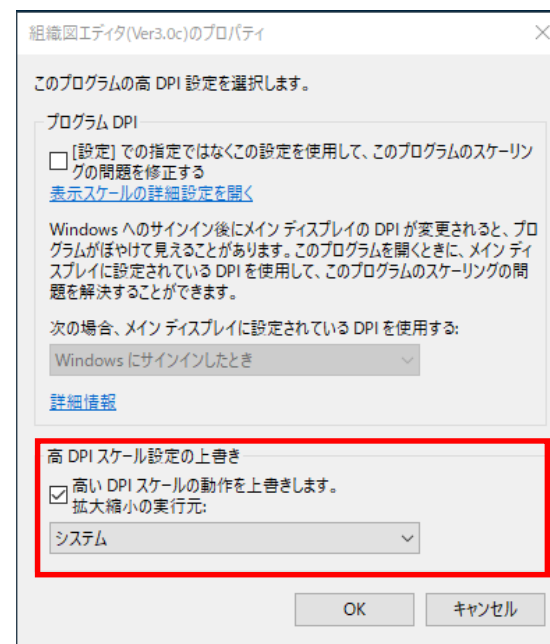 組織図エディタ(Ver3.0c)のプロパティ
このプログラムの高 DPI 設定を選択します。
プログラム DPI
[設定] での指定ではなくこの設定を使用して、このプログラムのスケーリン
グの問題を修正する
表示スケールの詳細設定を開く
Windows へのサインイン後にメイン ディスプレイの DPI が変更されると、プロ
グラムがぼやけて見えることがあります。このプログラムを開くときに、メイン ディ
スプレイに設定されている DPI を使用して、このプログラムのスケーリングの問
題を解決することができます。
次の場合、メイン ディスプレイに設定されている DPI を使用する:
Windows にサインインしたとき
詳細情報
高 DPI スケール設定の上書き
高い DPI スケールの動作を上書きします。
拡大縮小の実行元:
システム
OK
キャンセル